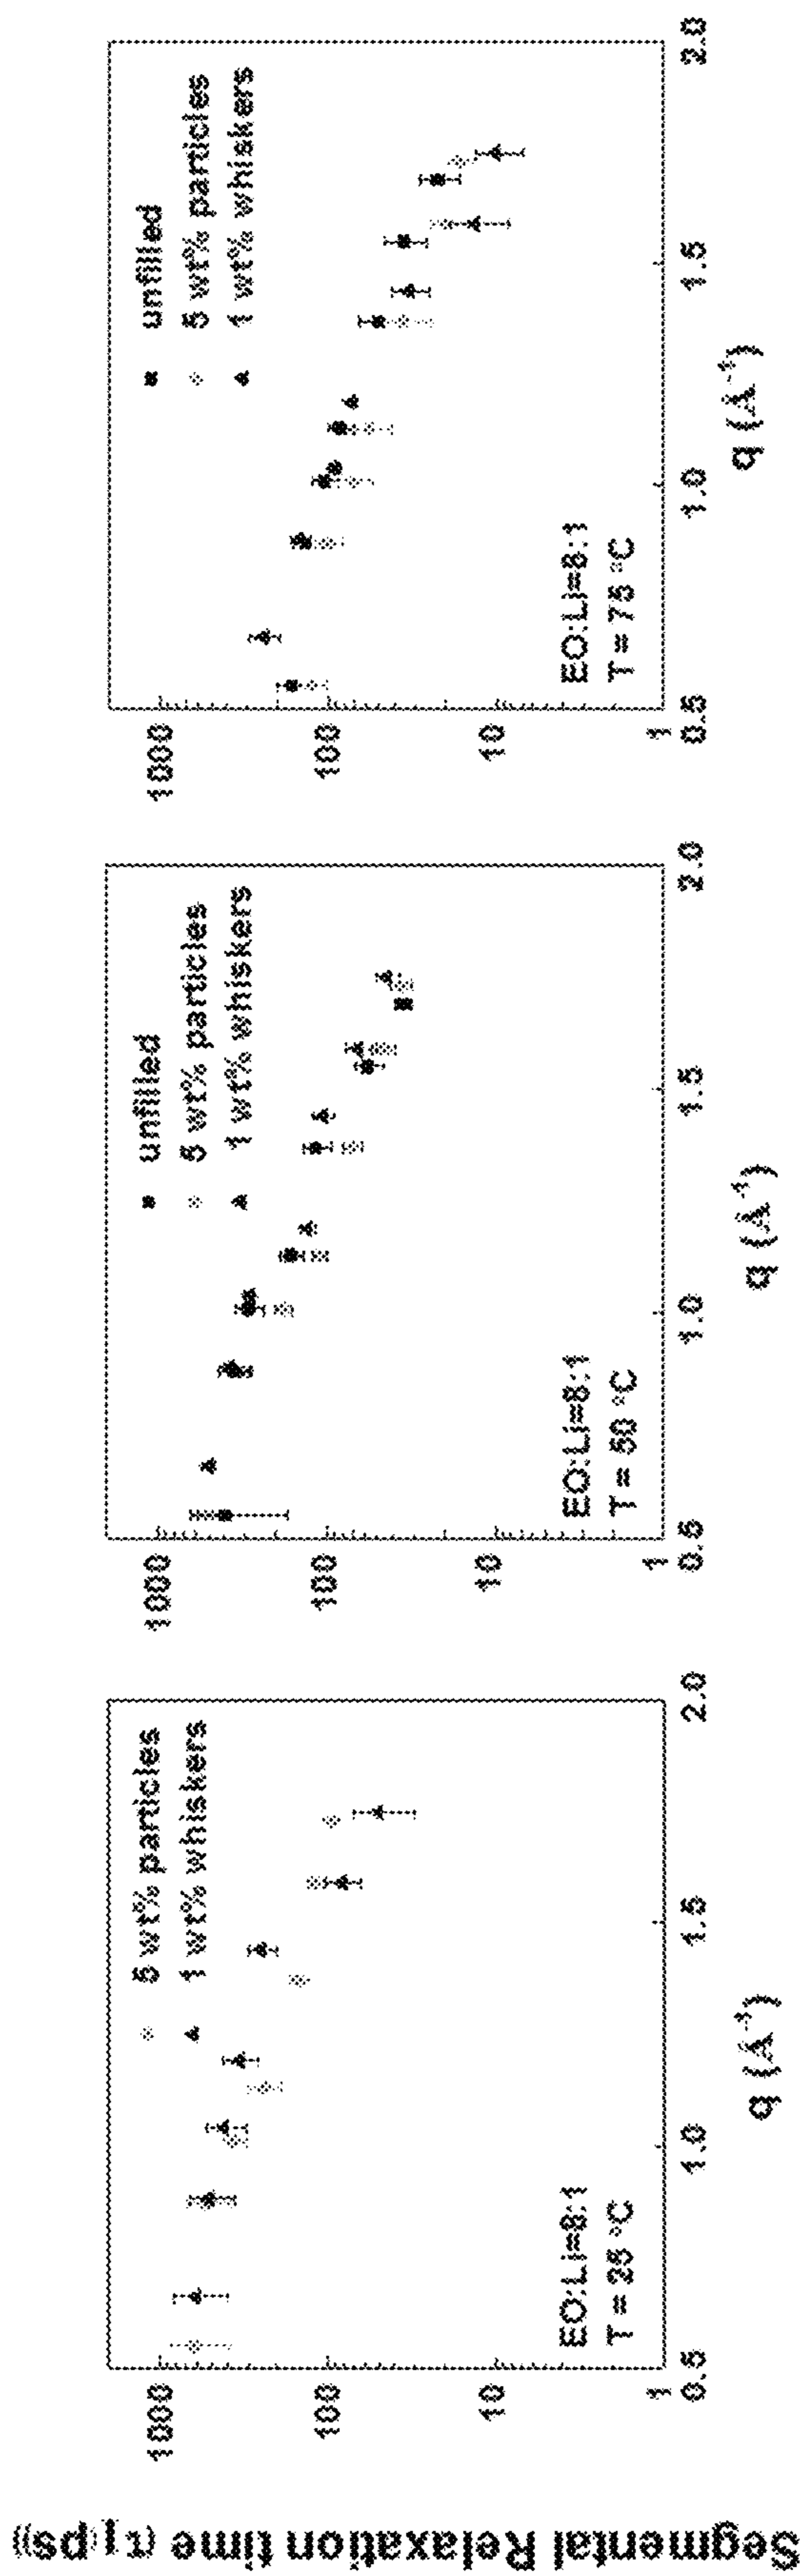 Segmental Relaxation time (τ₁(ps))
1000
100
10
1
5 wt% particles
1 wt% whiskers
EO:Li=8:1
T = 25 °C
0.5
1.0
1.5
2.0
q (Å⁻¹)
1000
100
10
1
unfilled
5 wt% particles
1 wt% whiskers
EO:Li=8:1
T = 50 °C
0.5
1.0
1.5
2.0
q (Å⁻¹)
1000
100
10
1
unfilled
5 wt% particles
1 wt% whiskers
EO:Li=8:1
T = 75 °C
0.5
1.0
1.5
2.0
q (Å⁻¹)